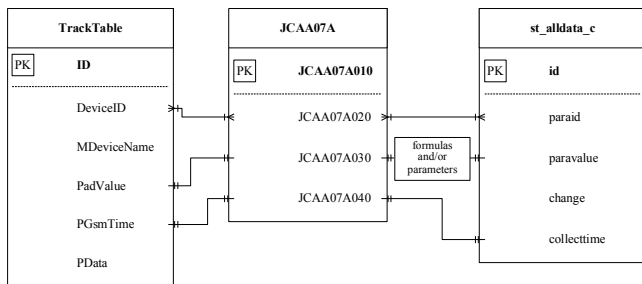 TrackTable
PK
ID
DeviceID
MDeviceName
PadValue
PGsmTime
PData
JCAA07A
PK
JCAA07A010
JCAA07A020
JCAA07A030
JCAA07A040
formulas
and/or
parameters
st_alldata_c
PK
id
paraid
paravalue
change
collecttime